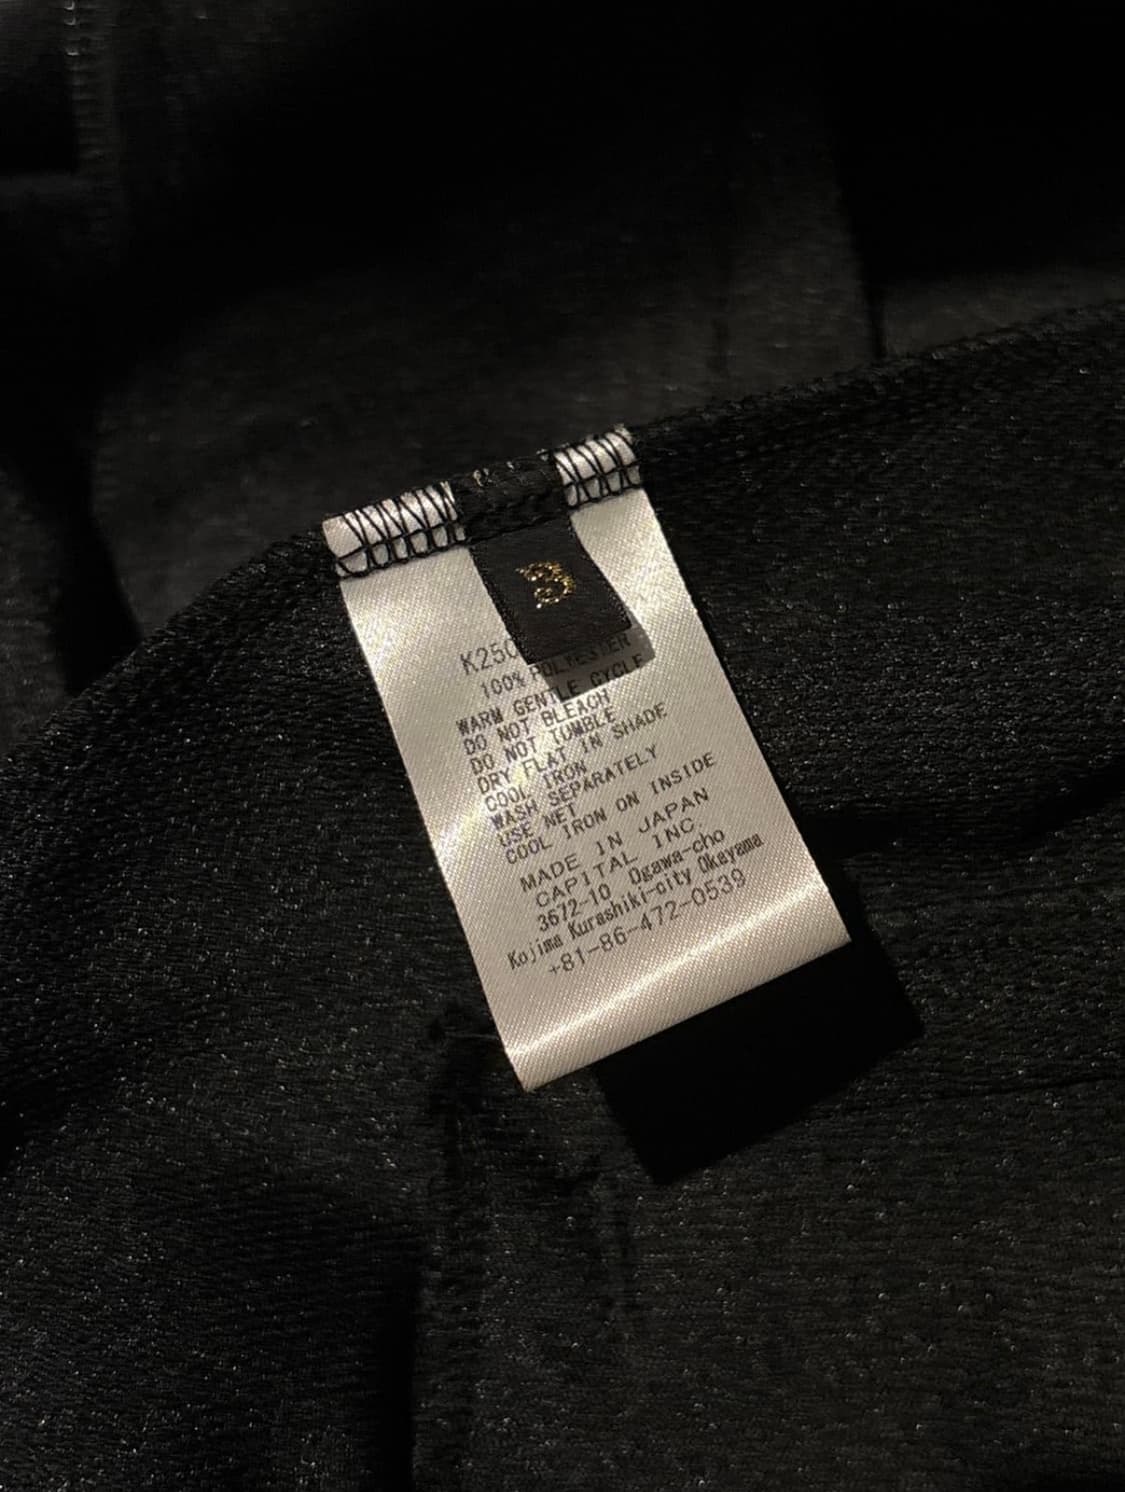 3
K250
100% POLYESTER
WARM GENTLE CYCLE
DO NOT BLEACH
DO NOT TUMBLE
DRY FLAT IN SHADE
COOL IRON
WASH SEPARATELY
USE NET
COOL IRON ON INSIDE
MADE IN JAPAN
CAPITAL INC.
3672-10 Ogawa-cho
Kojima Kurashiki-city Okayama
+81-86-472-0539